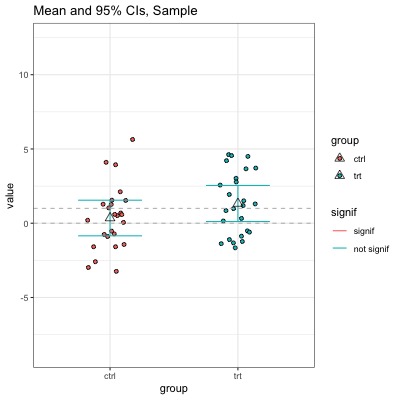 Mean and 95% CIs, Sample
value
10
5
0
-5
ctrl
trt
group
group
ctrl
trt
signif
signif
not signif